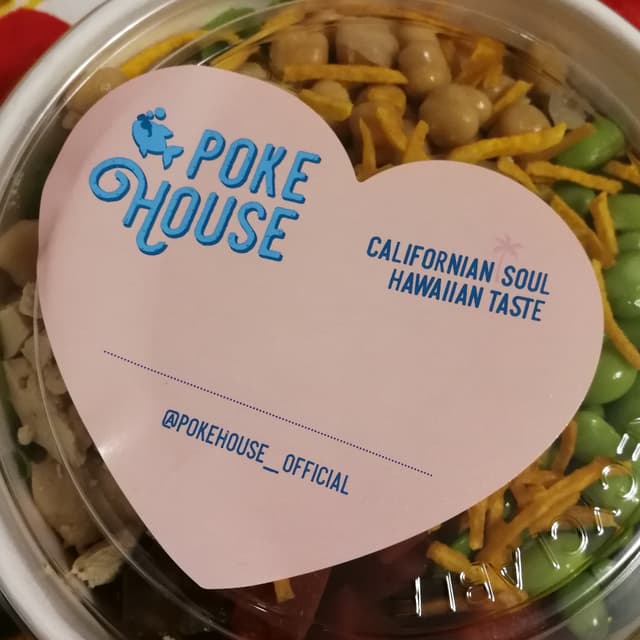 POKE
HOUSE
CALIFORNIAN SOUL
HAWAIIAN TASTE
@POKEHOUSE_OFFICIAL